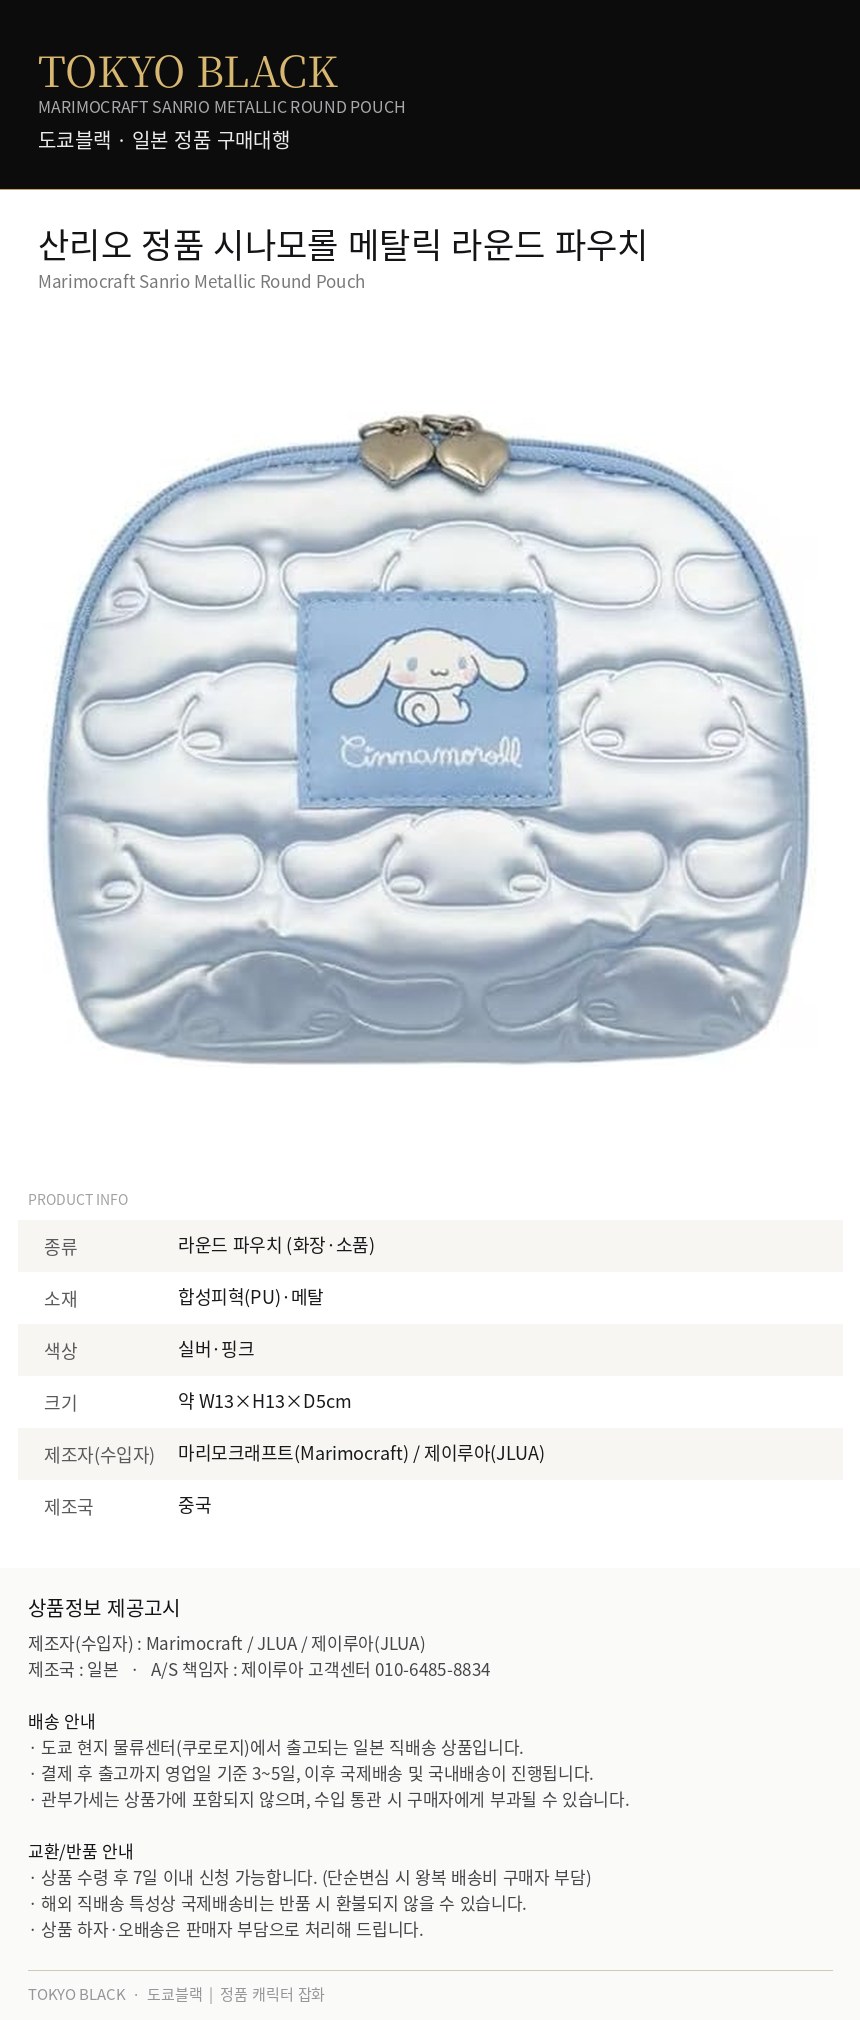 TOKYO BLACK
MARIMOCRAFT SANRIO METALLIC ROUND POUCH
도쿄블랙 · 일본 정품 구매대행
산리오 정품 시나모롤 메탈릭 라운드 파우치
Marimocraft Sanrio Metallic Round Pouch
Cinnamoroll
PRODUCT INFO
종류 라운드 파우치 (화장·소품)
소재 합성피혁(PU)·메탈
색상 실버·핑크
크기 약 W13×H13×D5cm
제조자(수입자) 마리모크래프트(Marimocraft) / 제이루아(JLUA)
제조국 중국
상품정보 제공고시
제조자(수입자) : Marimocraft / JLUA / 제이루아(JLUA)
제조국 : 일본 · A/S 책임자 : 제이루아 고객센터 010-6485-8834
배송 안내
· 도쿄 현지 물류센터(쿠로로지)에서 출고되는 일본 직배송 상품입니다.
· 결제 후 출고까지 영업일 기준 3~5일, 이후 국제배송 및 국내배송이 진행됩니다.
· 관부가세는 상품가에 포함되지 않으며, 수입 통관 시 구매자에게 부과될 수 있습니다.
교환/반품 안내
· 상품 수령 후 7일 이내 신청 가능합니다. (단순변심 시 왕복 배송비 구매자 부담)
· 해외 직배송 특성상 국제배송비는 반품 시 환불되지 않을 수 있습니다.
· 상품 하자·오배송은 판매자 부담으로 처리해 드립니다.
TOKYO BLACK · 도쿄블랙 | 정품 캐릭터 잡화